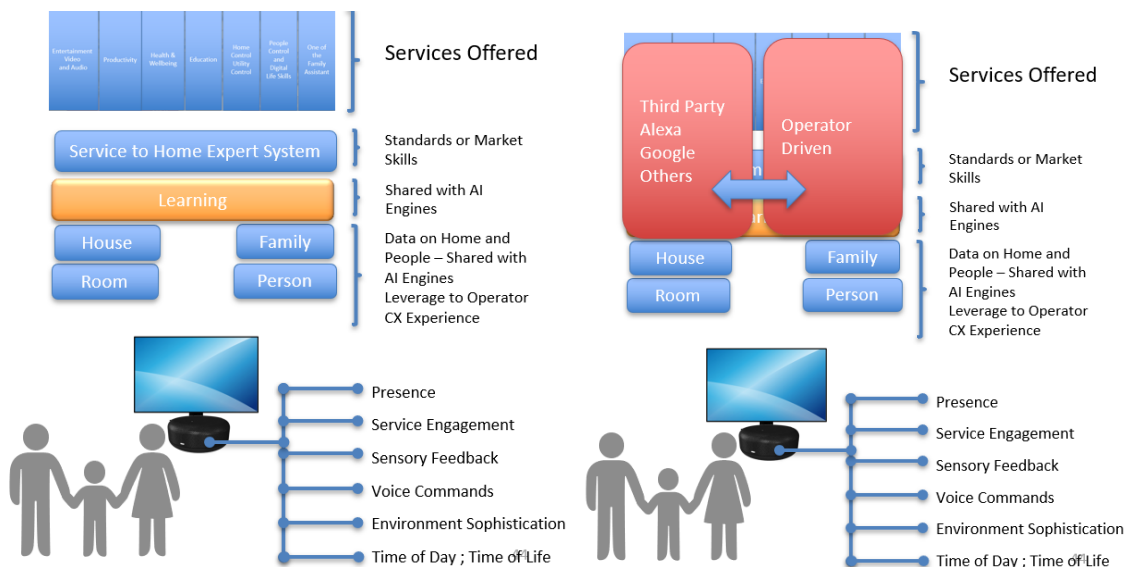 Entertainment
Video
and Audio
Productivity
Health &
Wellbeing
Education
Home
Control
Utility
Control
People
Control
and
Digital
Life Skills
One of
the
Family
Assistant
Services Offered
Service to Home Expert System
Standards or Market
Skills
Learning
Shared with AI
Engines
House
Family
Room
Person
Data on Home and
People – Shared with
AI Engines
Leverage to Operator
CX Experience
Presence
Service Engagement
Sensory Feedback
Voice Commands
Environment Sophistication
Time of Day ; Time of Life
Third Party
Alexa
Google
Others
Operator
Driven
Services Offered
Standards or Market
Skills
Shared with AI
Engines
House
Family
Room
Person
Data on Home and
People – Shared with
AI Engines
Leverage to Operator
CX Experience
Presence
Service Engagement
Sensory Feedback
Voice Commands
Environment Sophistication
Time of Day ; Time of Life